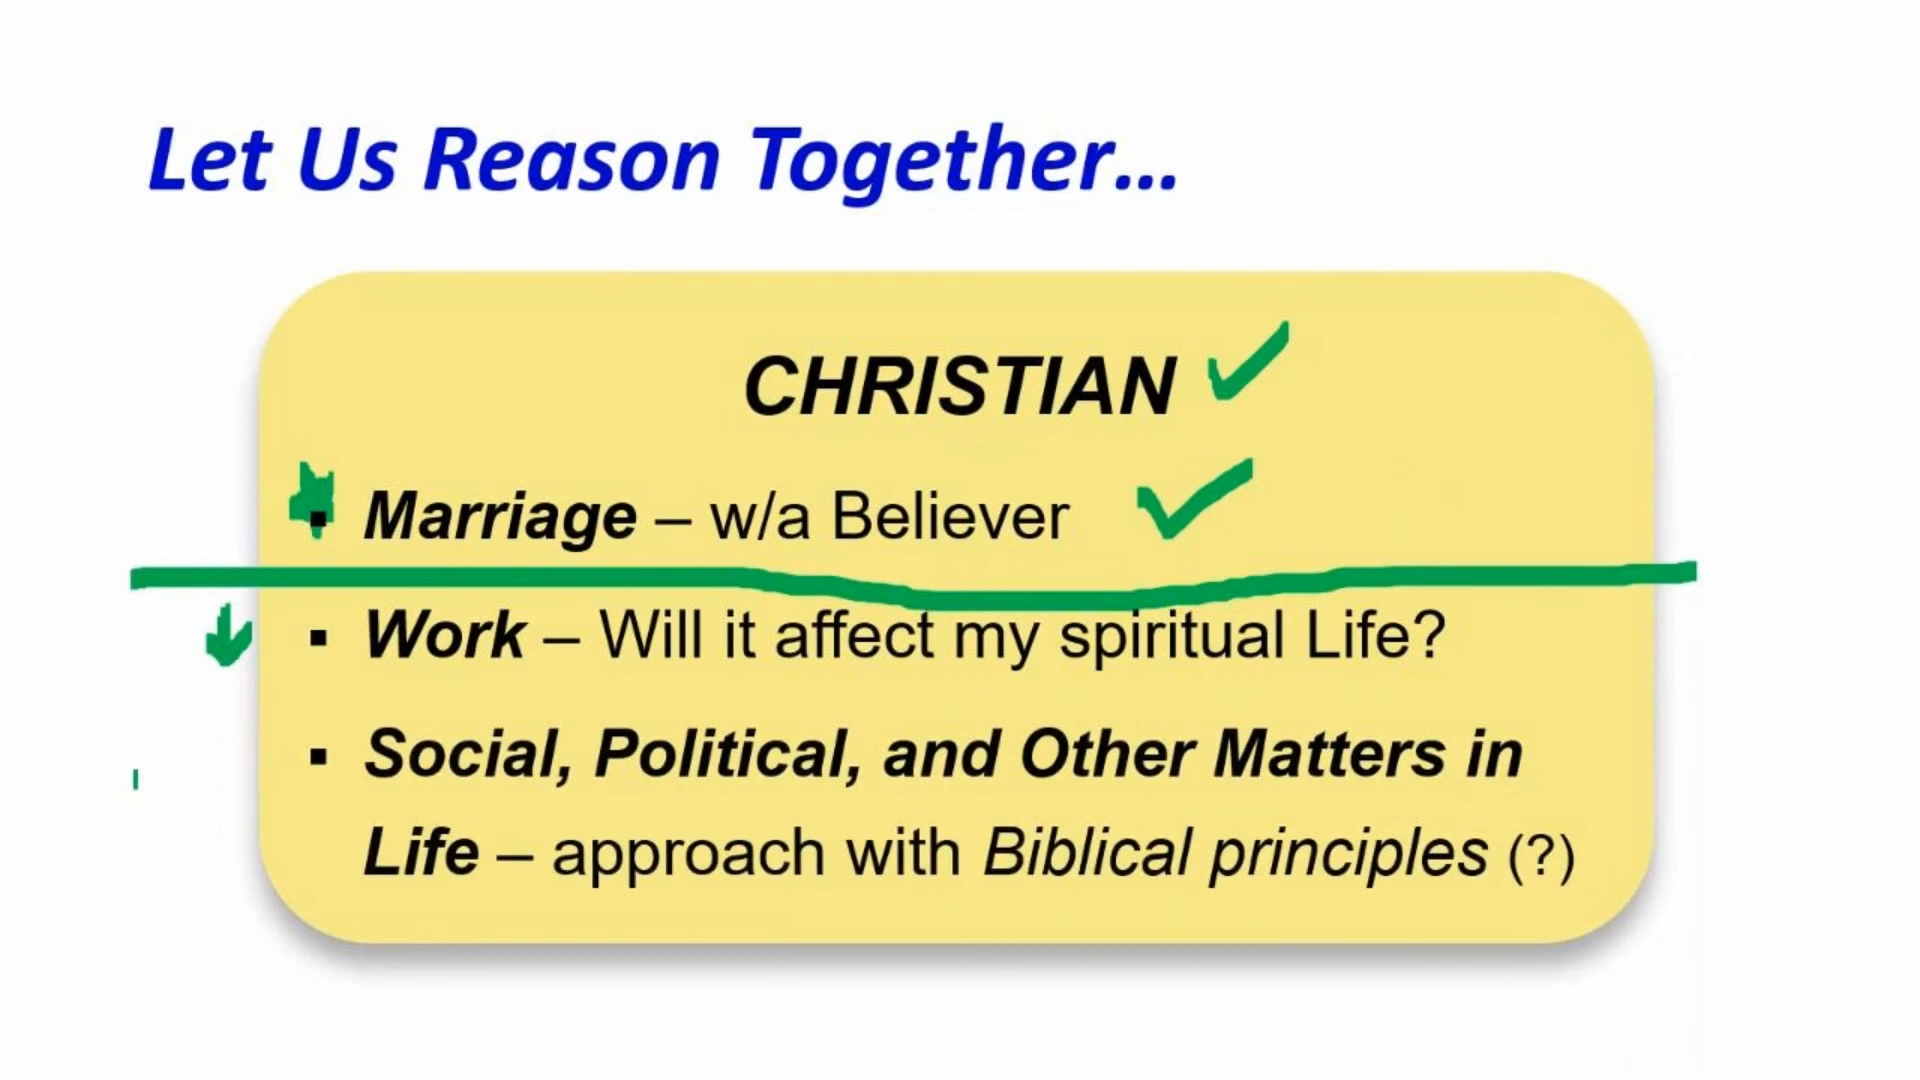 Let Us Reason Together...
CHRISTIAN
▪ Marriage – w/a Believer
▪ Work – Will it affect my spiritual Life?
▪ Social, Political, and Other Matters in
Life – approach with Biblical principles (?)